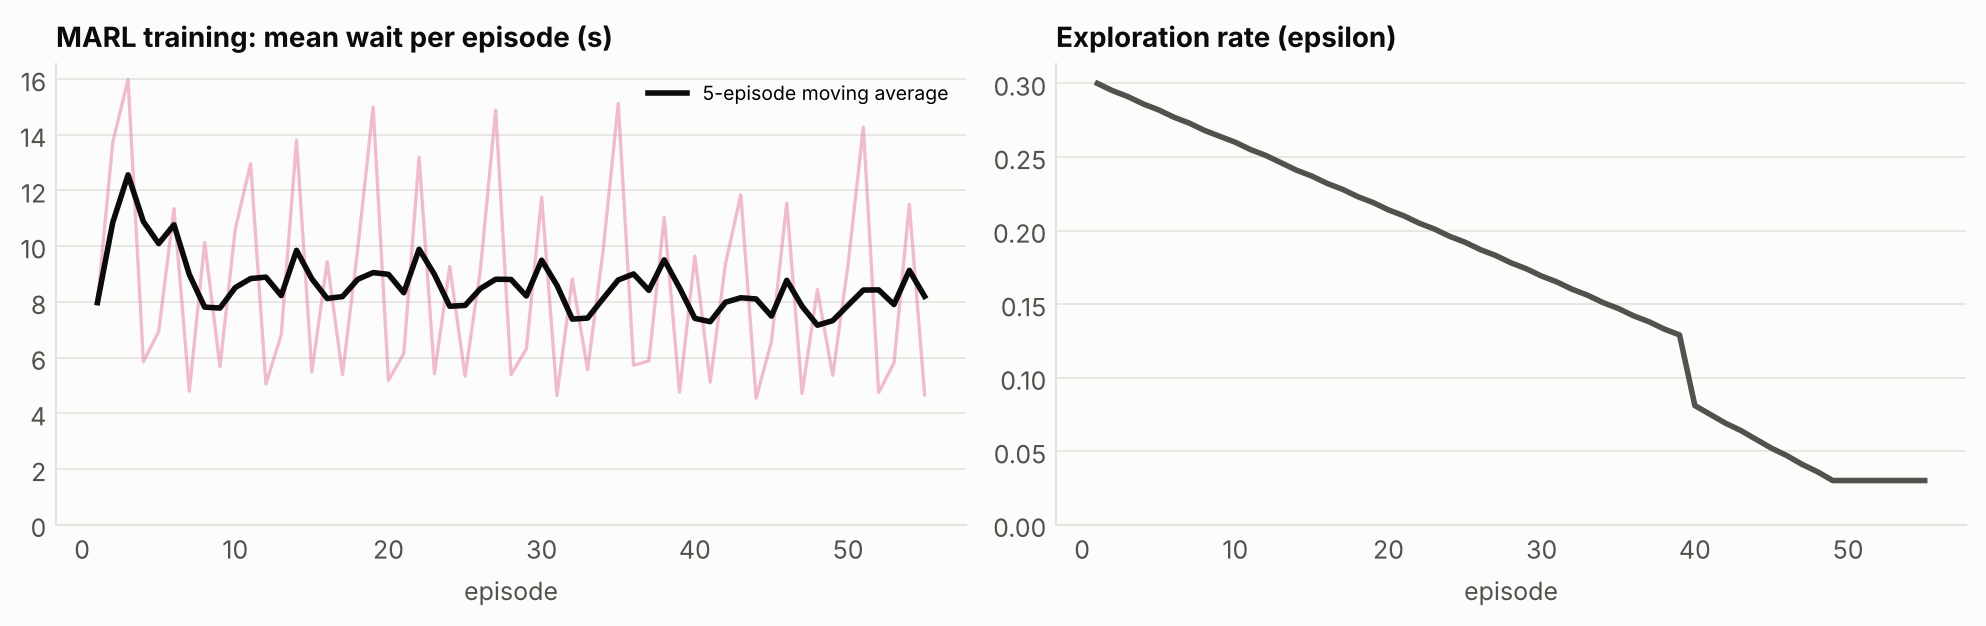 MARL training: mean wait per episode (s)
16
14
12
10
8
6
4
2
0
5-episode moving average
0 10 20 30 40 50
episode
Exploration rate (epsilon)
0.30
0.25
0.20
0.15
0.10
0.05
0.00
0 10 20 30 40 50
episode